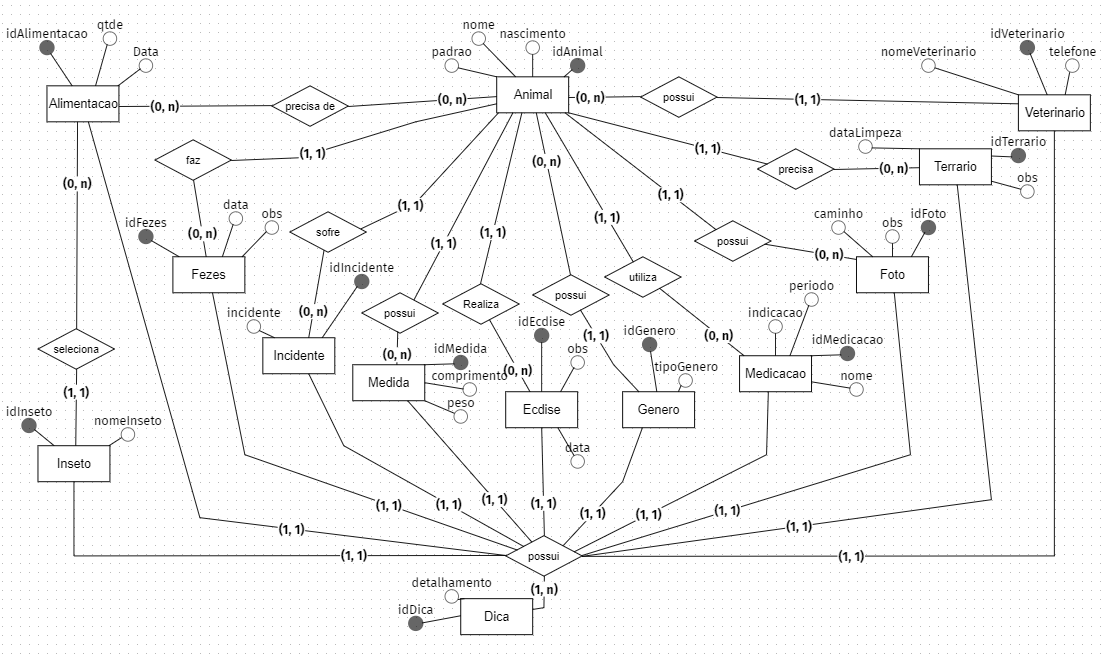 idAlimentacao
qtde
Data
Alimentacao
(0, n)
precisa de
(0, n)
nome
nascimento
padrao
idAnimal
Animal
(0, n)
possui
(1, 1)
idVeterinario
nomeVeterinario
telefone
Veterinario
faz
(1, 1)
(0, n)
idFezes
data
obs
Fezes
sofre
(1, 1)
(0, n)
idIncidente
incidente
Incidente
(1, 1)
possui
(0, n)
idMedida
comprimento
peso
Medida
(1, 1)
Realiza
(0, n)
idEcdise
obs
data
Ecdise
(0, n)
possui
(1, 1)
idGenero
tipoGenero
Genero
(1, 1)
utiliza
(0, n)
periodo
indicacao
idMedicacao
nome
Medicacao
(1, 1)
possui
(0, n)
caminho
obs
idFoto
Foto
(1, 1)
precisa
(0, n)
dataLimpeza
idTerrario
obs
Terrario
(0, n)
seleciona
(1, 1)
idInseto
nomeInseto
Inseto
(1, 1)
(1, 1)
(1, 1)
(1, 1)
(1, 1)
(1, 1)
(1, 1)
(1, 1)
(1, 1)
(1, 1)
(1, 1)
possui
(1, n)
detalhamento
idDica
Dica